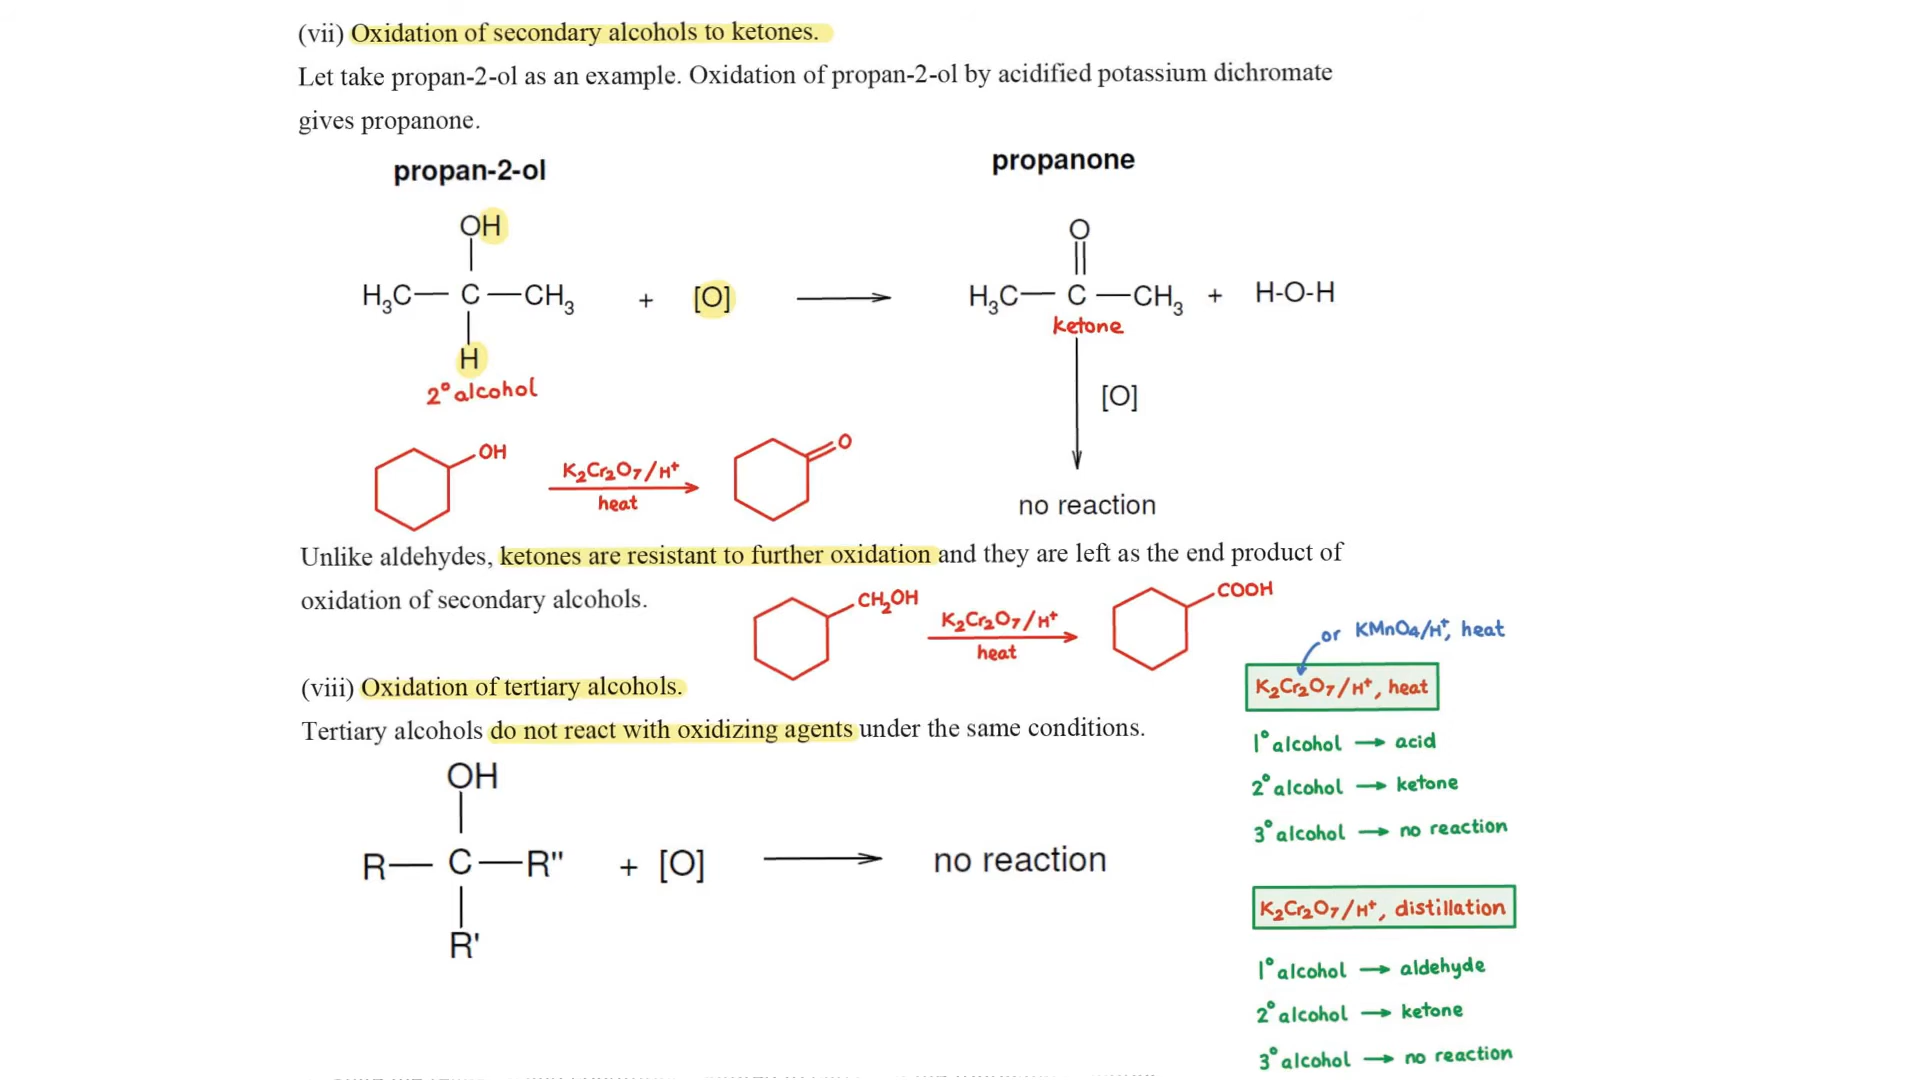 (vii) Oxidation of secondary alcohols to ketones.
Let take propan-2-ol as an example. Oxidation of propan-2-ol by acidified potassium dichromate
gives propanone.
propan-2-ol
propanone
OH
O
H₃C — C — CH₃ + [O] → H₃C — C — CH₃ + H-O-H
ketone
H
2° alcohol
[O]
OH
K₂Cr₂O₇/H⁺
heat
O
no reaction
Unlike aldehydes, ketones are resistant to further oxidation and they are left as the end product of
oxidation of secondary alcohols.
CH₂OH
K₂Cr₂O₇/H⁺
heat
COOH
or KMnO₄/H⁺, heat
(viii) Oxidation of tertiary alcohols.
K₂Cr₂O₇/H⁺, heat
Tertiary alcohols do not react with oxidizing agents under the same conditions.
1° alcohol → acid
2° alcohol → ketone
3° alcohol → no reaction
OH
R — C — R" + [O] → no reaction
R'
K₂Cr₂O₇/H⁺, distillation
1° alcohol → aldehyde
2° alcohol → ketone
3° alcohol → no reaction